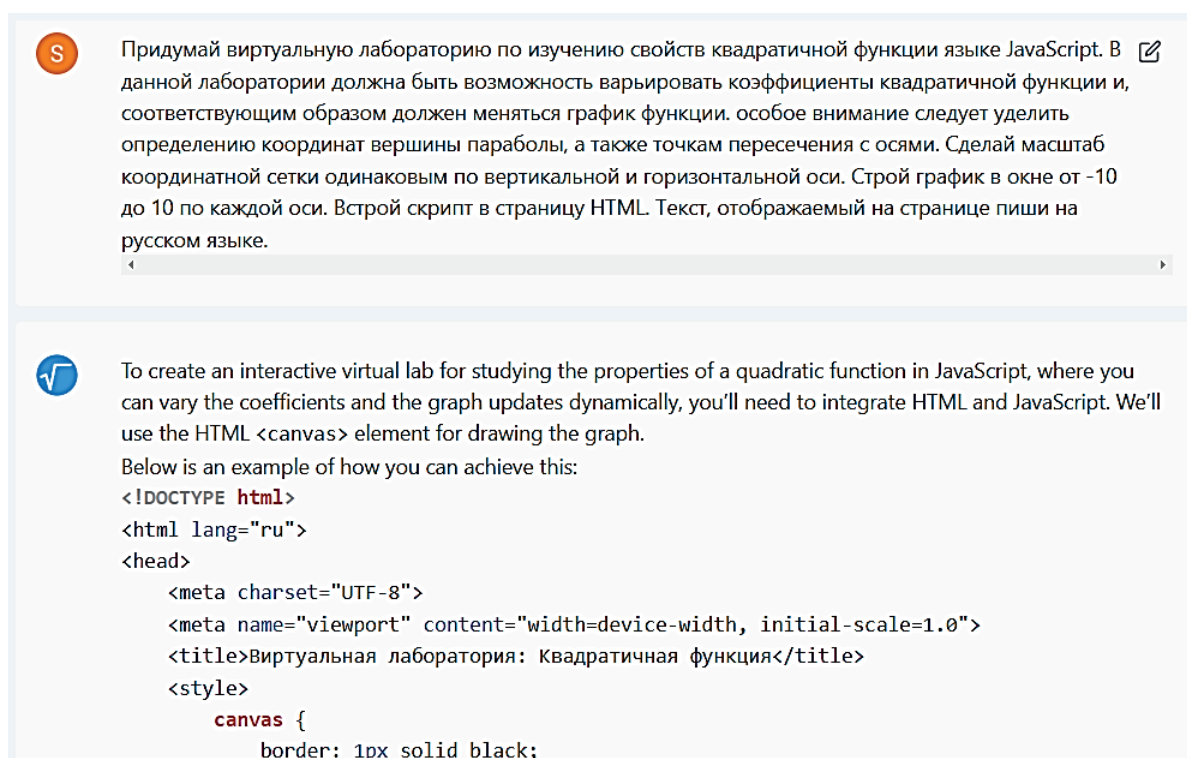 S
Придумай виртуальную лабораторию по изучению свойств квадратичной функции языке JavaScript. В
данной лаборатории должна быть возможность варьировать коэффициенты квадратичной функции и,
соответствующим образом должен меняться график функции. особое внимание следует уделить
определению координат вершины параболы, а также точкам пересечения с осями. Сделай масштаб
координатной сетки одинаковым по вертикальной и горизонтальной оси. Строй график в окне от -10
до 10 по каждой оси. Встрой скрипт в страницу HTML. Текст, отображаемый на странице пиши на
русском языке.
To create an interactive virtual lab for studying the properties of a quadratic function in JavaScript, where you
can vary the coefficients and the graph updates dynamically, you’ll need to integrate HTML and JavaScript. We’ll
use the HTML <canvas> element for drawing the graph.
Below is an example of how you can achieve this:
<!DOCTYPE html>
<html lang="ru">
<head>
<meta charset="UTF-8">
<meta name="viewport" content="width=device-width, initial-scale=1.0">
<title>Виртуальная лаборатория: Квадратичная функция</title>
<style>
canvas {
border: 1px solid black;